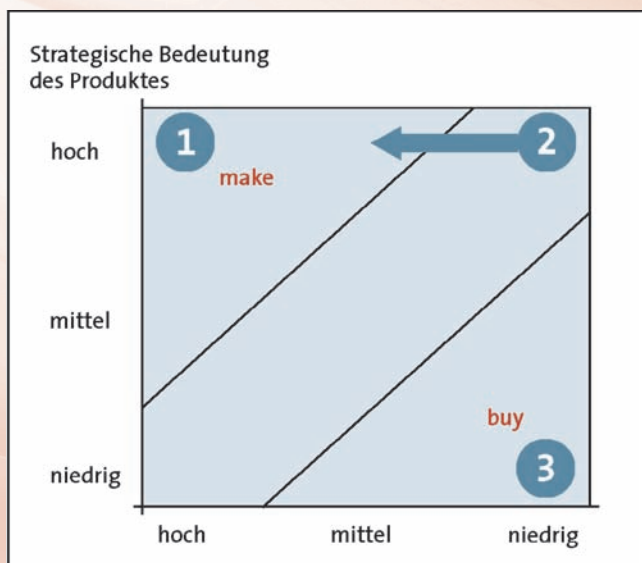 Strategische Bedeutung
des Produktes
hoch
1
2
make
mittel
buy
niedrig
3
hoch mittel niedrig